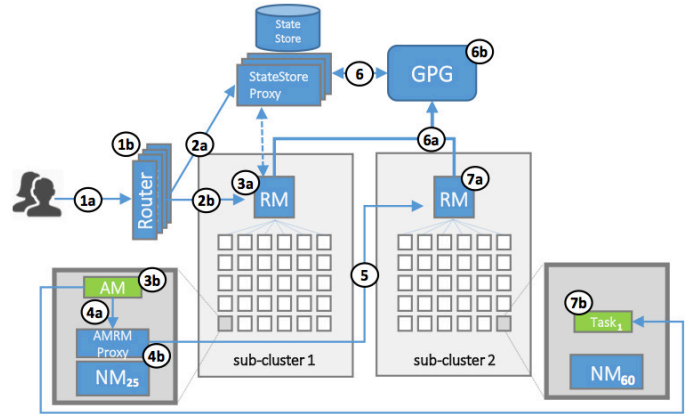 State
Store
StateStore
Proxy
6
GPG
6b
1b
2a
6a
1a
Router
2b
3a
RM
7a
RM
AM
3b
4a
AMRM
Proxy
4b
NM25
5
7b
Task1
NM60
sub-cluster 1
sub-cluster 2